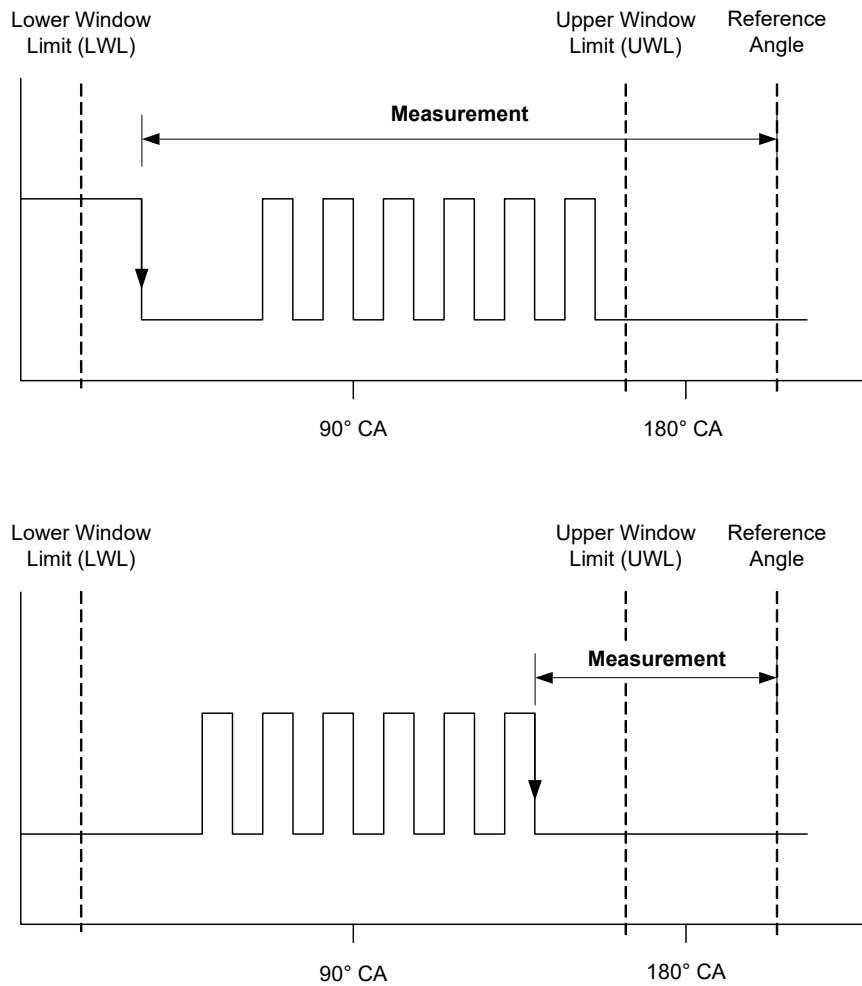 Lower Window
Limit (LWL)
Upper Window
Limit (UWL)
Reference
Angle
Measurement
90° CA
180° CA
Lower Window
Limit (LWL)
Upper Window
Limit (UWL)
Reference
Angle
Measurement
90° CA
180° CA